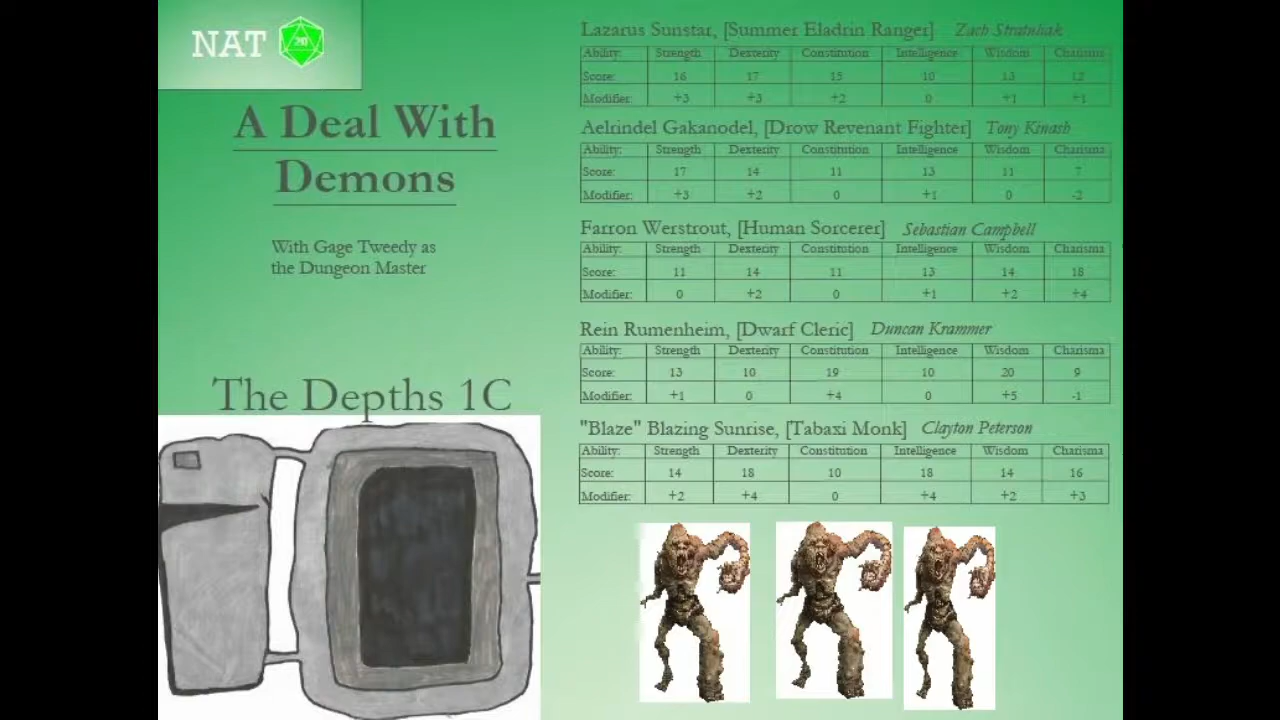 NAT 20
A Deal With
Demons
With Gage Tweedy as
the Dungeon Master
The Depths 1C
Lazarus Sunstar, [Summer Eladrin Ranger] Zach Stratuliak
Ability: Strength Dexterity Constitution Intelligence Wisdom Charisma
Score: 16 17 15 10 13 12
Modifier: +3 +3 +2 0 +1 +1
Aelrindel Gakanodel, [Drow Revenant Fighter] Tony Kinash
Ability: Strength Dexterity Constitution Intelligence Wisdom Charisma
Score: 17 14 11 13 11 7
Modifier: +3 +2 0 +1 0 -2
Farron Werstrout, [Human Sorcerer] Sebastian Campbell
Ability: Strength Dexterity Constitution Intelligence Wisdom Charisma
Score: 11 14 11 13 14 18
Modifier: 0 +2 0 +1 +2 +4
Rein Rumenheim, [Dwarf Cleric] Duncan Krammer
Ability: Strength Dexterity Constitution Intelligence Wisdom Charisma
Score: 13 10 19 10 20 9
Modifier: +1 0 +4 0 +5 -1
"Blaze" Blazing Sunrise, [Tabaxi Monk] Clayton Peterson
Ability: Strength Dexterity Constitution Intelligence Wisdom Charisma
Score: 14 18 10 18 14 16
Modifier: +2 +4 0 +4 +2 +3